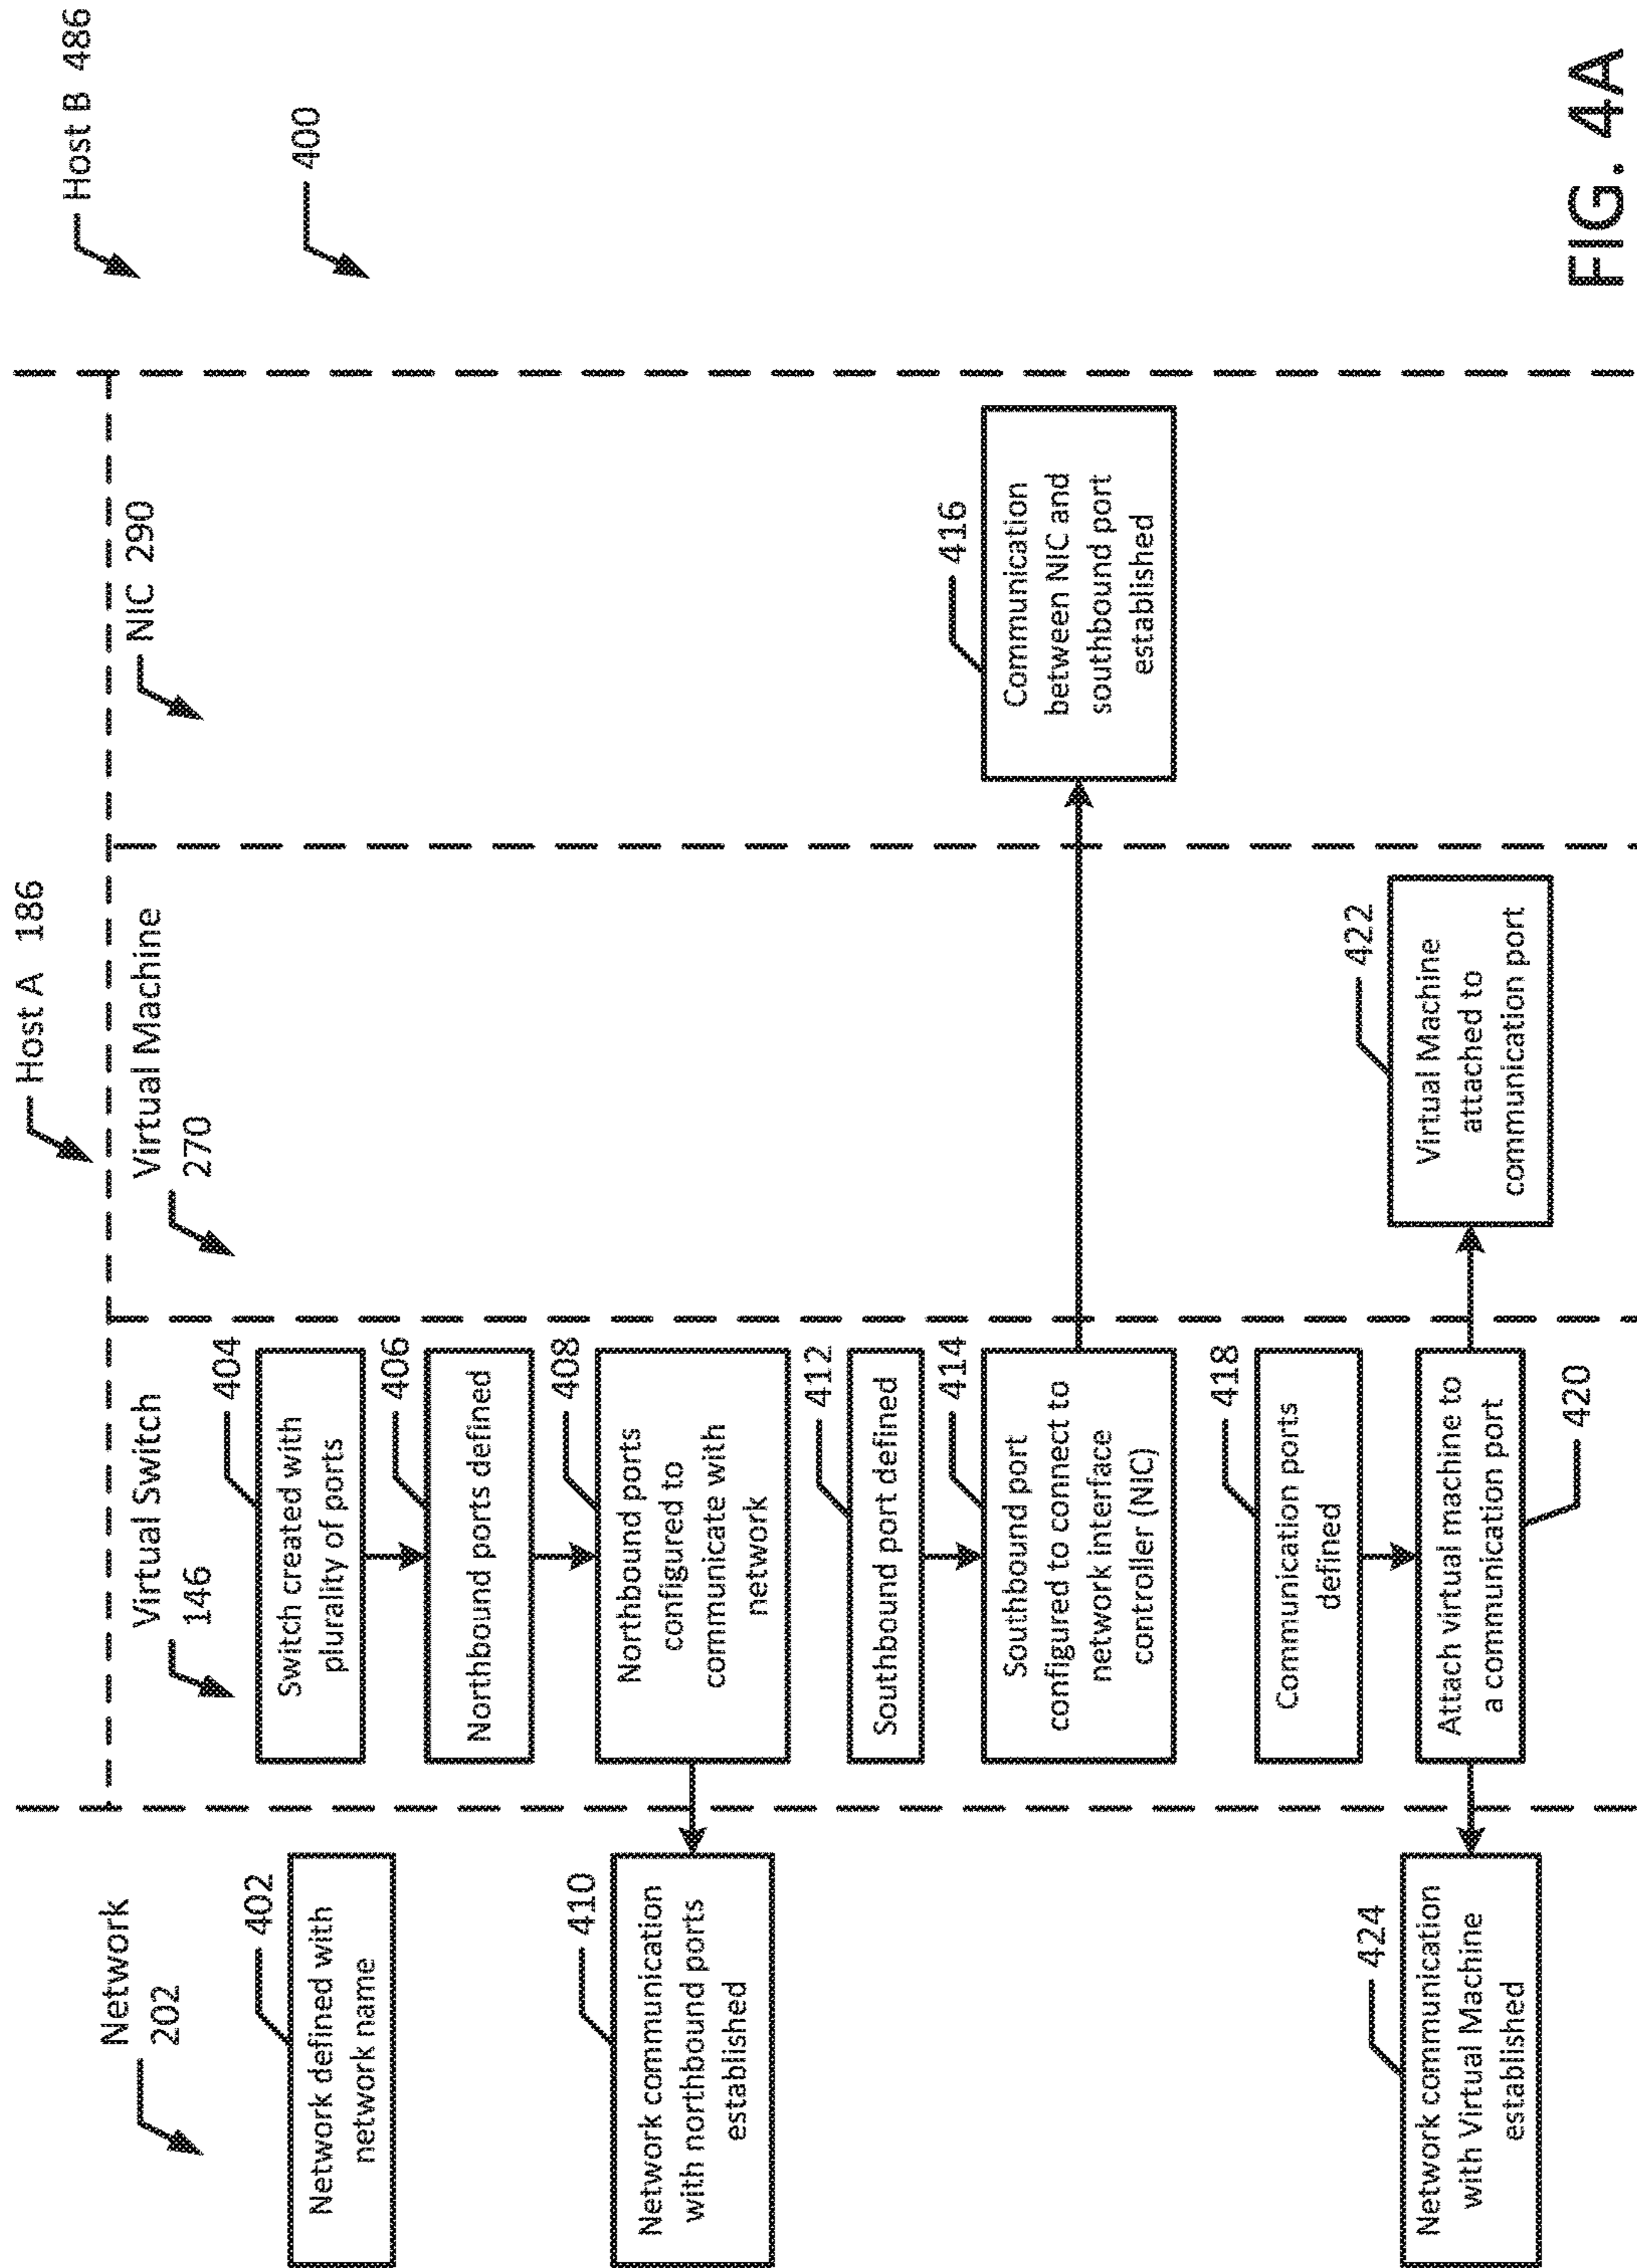 Host A 186
Host B 486
Network
202
Virtual Switch
146
Virtual Machine
270
NIC 290
400
402
Network defined with
network name
404
Switch created with
plurality of ports
406
Northbound ports defined
408
Northbound ports
configured to
communicate with
network
410
Network communication
with northbound ports
established
412
Southbound port defined
414
Southbound port
configured to connect to
network interface
controller (NIC)
416
Communication
between NIC and
southbound port
established
418
Communication ports
defined
Attach virtual machine to
a communication port
420
422
Virtual Machine
attached to
communication port
424
Network communication
with Virtual Machine
established
FIG. 4A